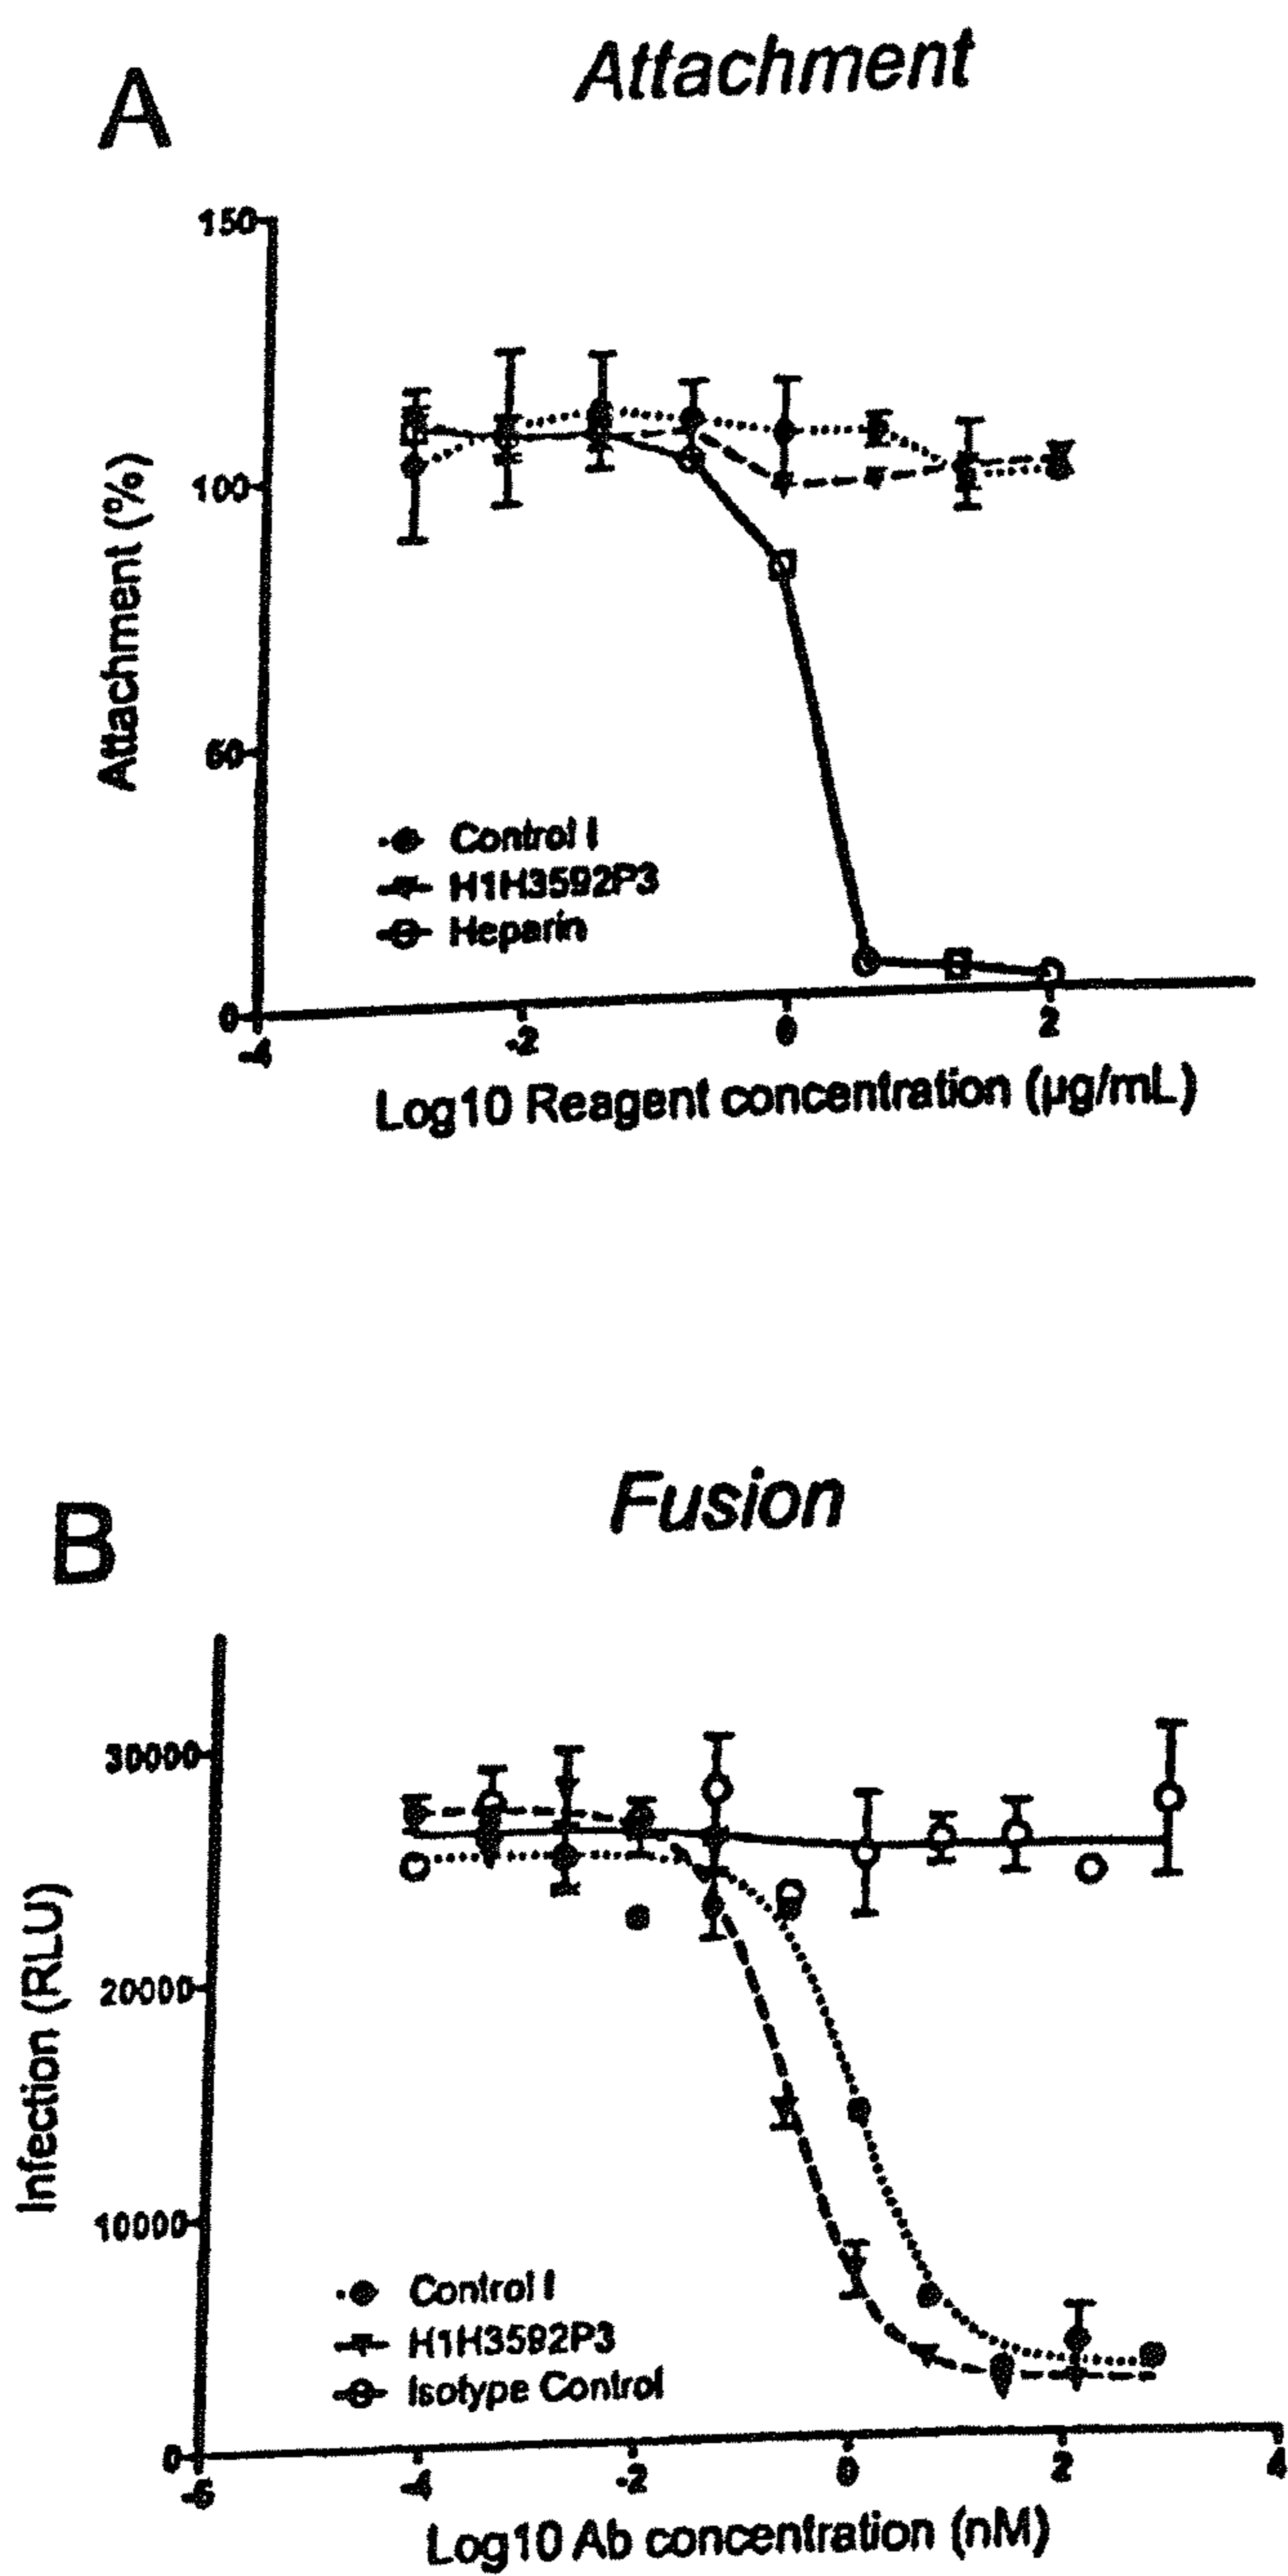 A
Attachment
150
100
50
0
Attachment (%)
Control I
H1H3592P3
Heparin
-4
-2
0
2
Log10 Reagent concentration (µg/mL)
B
Fusion
30000
20000
10000
0
Infection (RLU)
Control I
H1H3592P3
Isotype Control
-6
-4
-2
0
2
4
Log10 Ab concentration (nM)